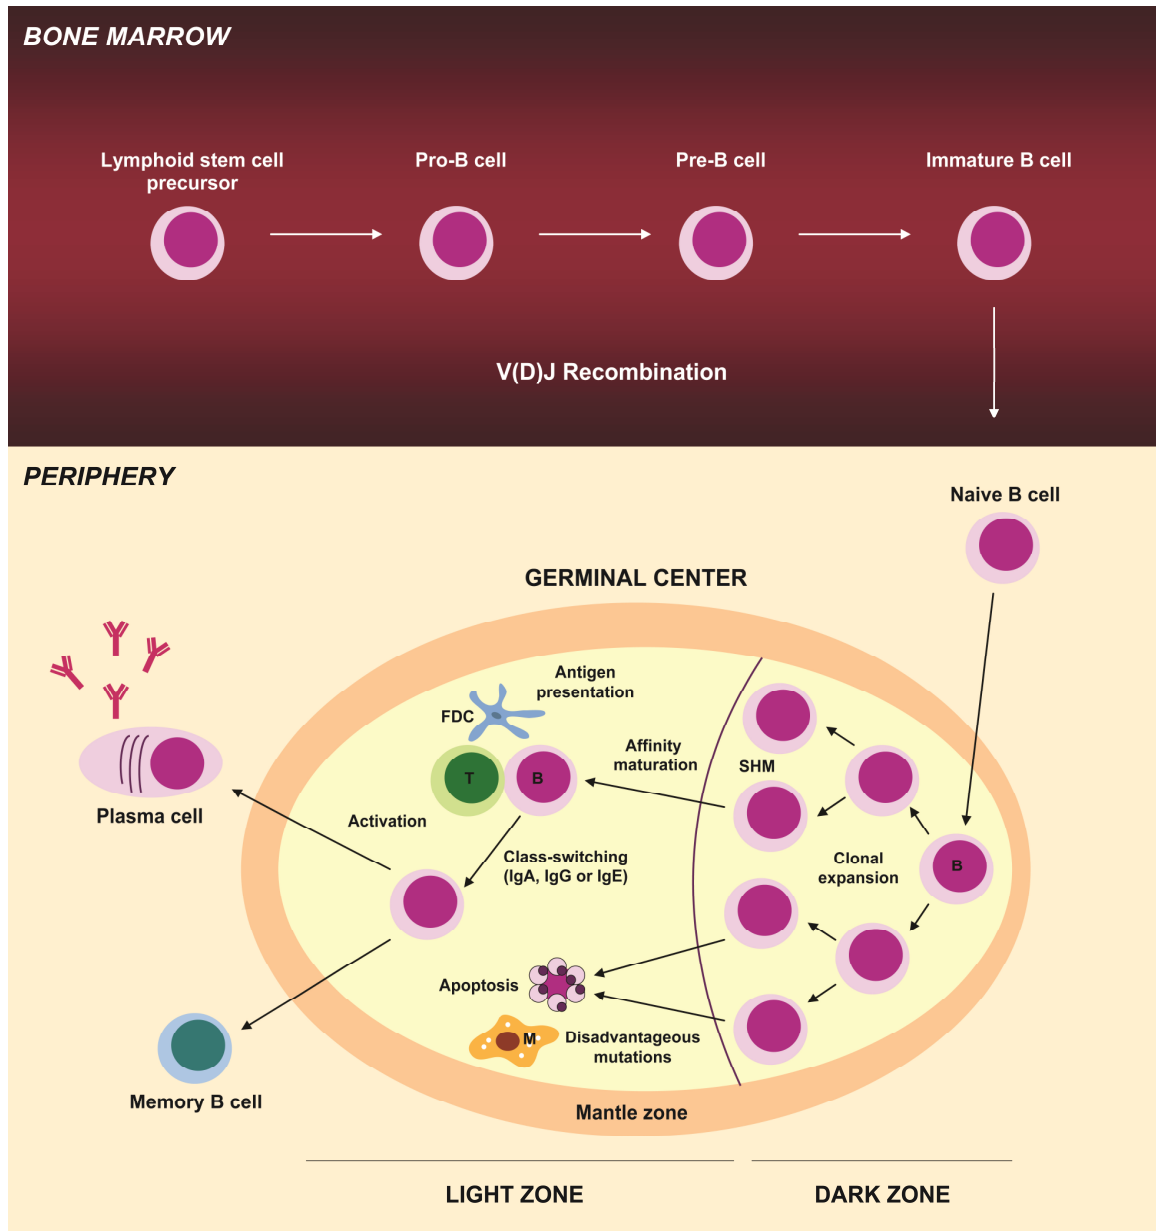 BONE MARROW
Lymphoid stem cell
precursor
Pro-B cell
Pre-B cell
Immature B cell
V(D)J Recombination
PERIPHERY
Naive B cell
GERMINAL CENTER
Antigen
presentation
FDC
Affinity
maturation
SHM
T
B
Plasma cell
Activation
Class-switching
(IgA, IgG or IgE)
Clonal
expansion
B
Apoptosis
M
Disadvantageous
mutations
Memory B cell
Mantle zone
LIGHT ZONE
DARK ZONE